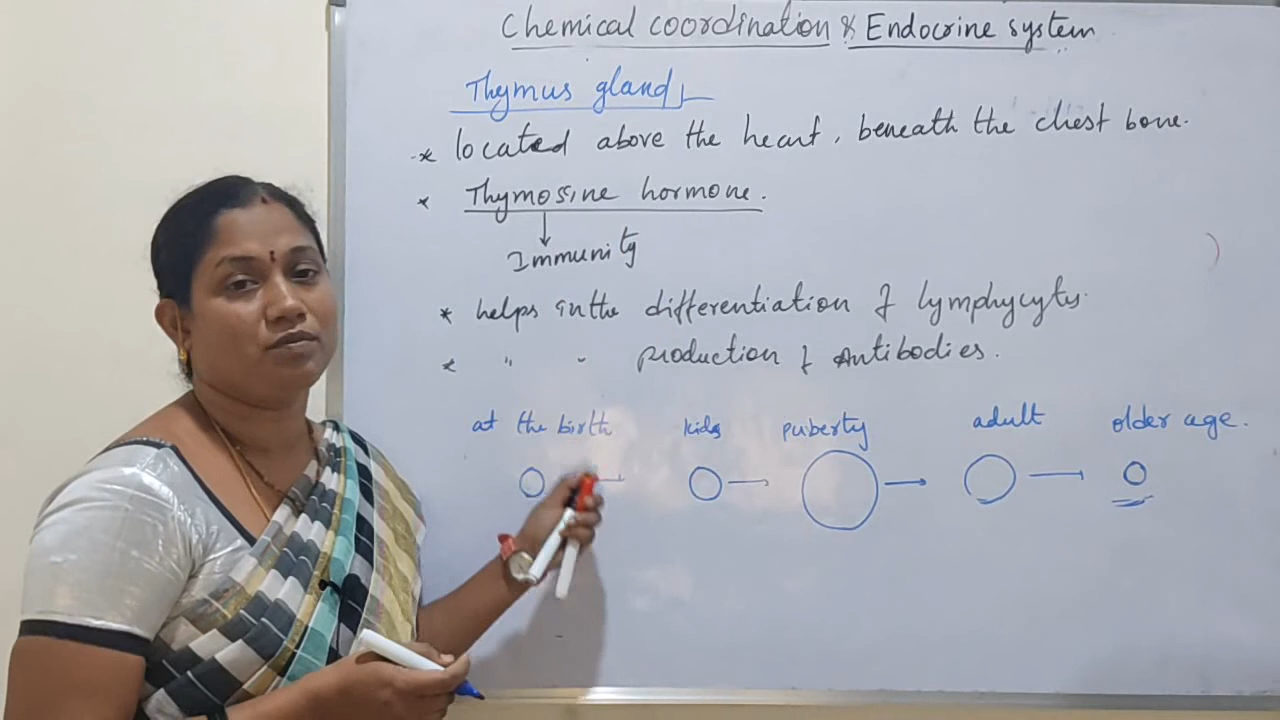 Chemical coordination & Endocrine system
Thymus gland
* located above the heart, beneath the chest bone.
* Thymosine hormone.
Immunity
* helps in the differentiation of lymphycyts.
* " " production of Antibodies.
at the birth kids puberty adult older age.